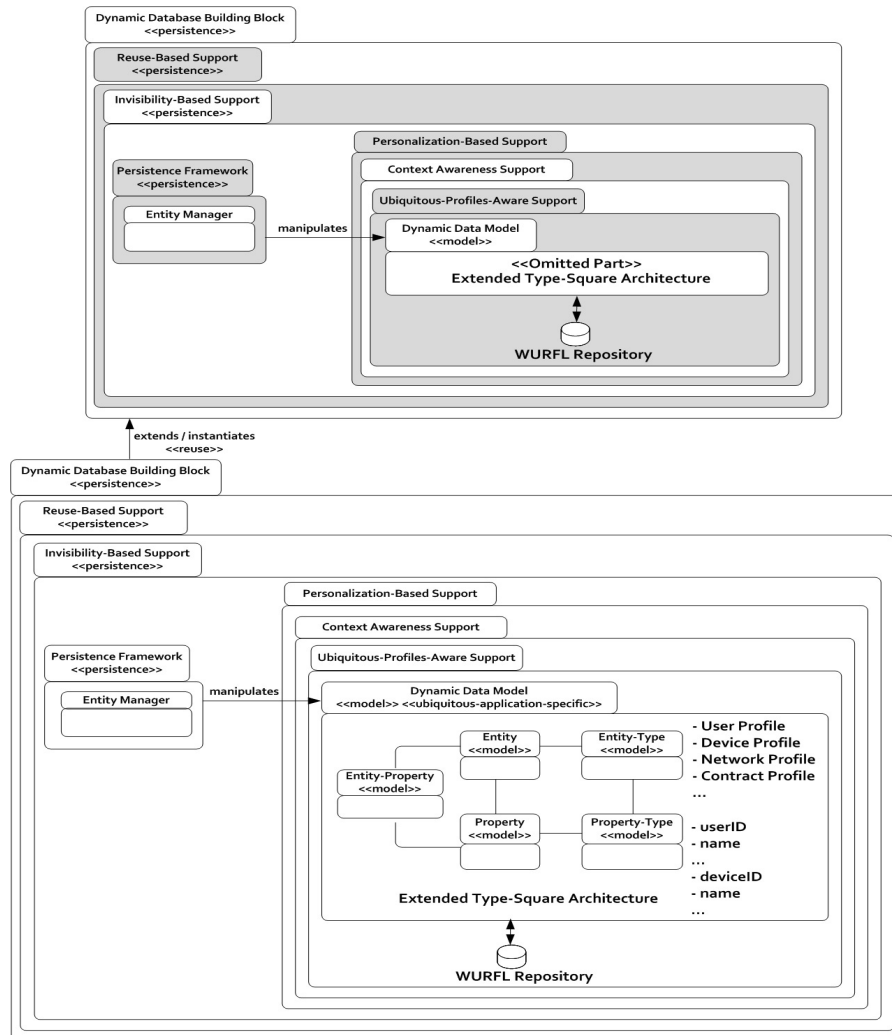 Dynamic Database Building Block
<<persistence>>
Reuse-Based Support
<<persistence>>
Invisibility-Based Support
<<persistence>>
Personalization-Based Support
Context Awareness Support
Persistence Framework
<<persistence>>
Ubiquitous-Profiles-Aware Support
Entity Manager
manipulates
Dynamic Data Model
<<model>>
<<Omitted Part>>
Extended Type-Square Architecture
WURFL Repository
extends / instantiates
<<reuse>>
Dynamic Database Building Block
<<persistence>>
Reuse-Based Support
<<persistence>>
Invisibility-Based Support
<<persistence>>
Personalization-Based Support
Context Awareness Support
Persistence Framework
<<persistence>>
Ubiquitous-Profiles-Aware Support
Entity Manager
manipulates
Dynamic Data Model
<<model>> <<ubiquitous-application-specific>>
Entity
<<model>>
Entity-Type
<<model>>
- User Profile
- Device Profile
- Network Profile
- Contract Profile
...
Entity-Property
<<model>>
Property
<<model>>
Property-Type
<<model>>
- userID
- name
...
- deviceID
- name
...
Extended Type-Square Architecture
WURFL Repository